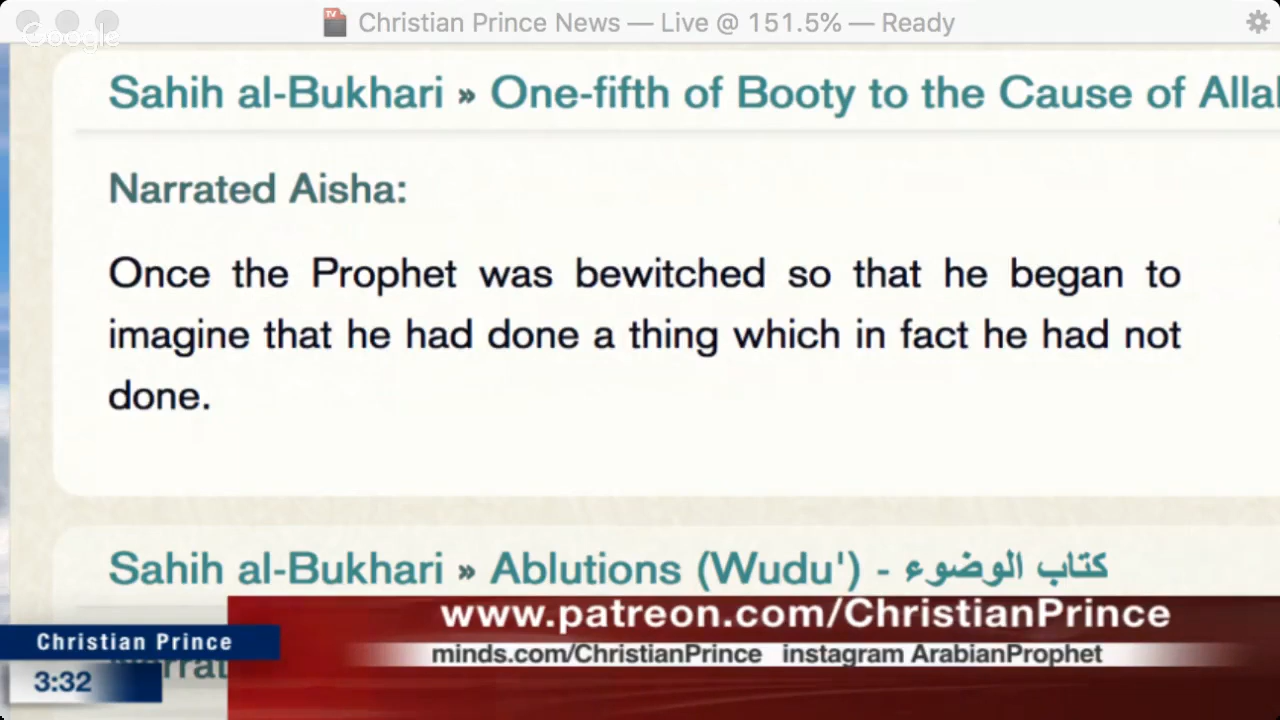 Christian Prince News — Live @ 151.5% — Ready
Google
Sahih al-Bukhari » One-fifth of Booty to the Cause of Alla
Narrated Aisha:
Once the Prophet was bewitched so that he began to
imagine that he had done a thing which in fact he had not
done.
Sahih al-Bukhari » Ablutions (Wudu') - كتاب الوضوء
www.patreon.com/ChristianPrince
Christian Prince
minds.com/ChristianPrince instagram ArabianProphet
3:32